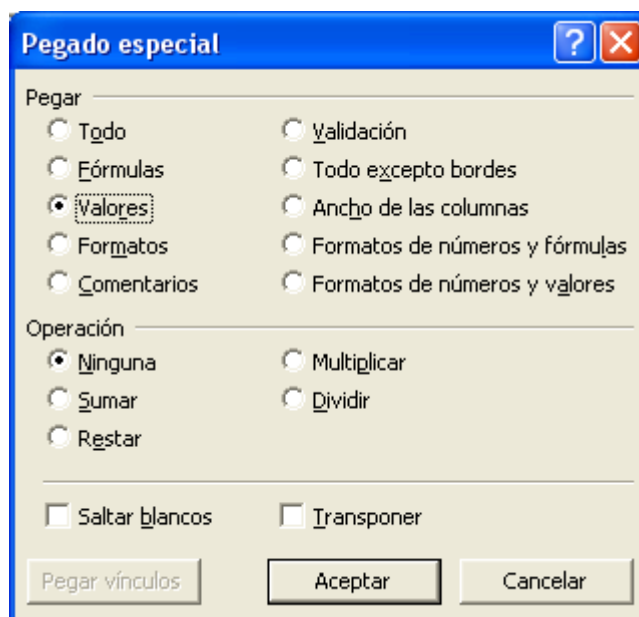 Pegado especial
Pegar
Todo Validación
Fórmulas Todo excepto bordes
Valores Ancho de las columnas
Formatos Formatos de números y fórmulas
Comentarios Formatos de números y valores
Operación
Ninguna Multiplicar
Sumar Dividir
Restar
Saltar blancos Transponer
Pegar vínculos Aceptar Cancelar